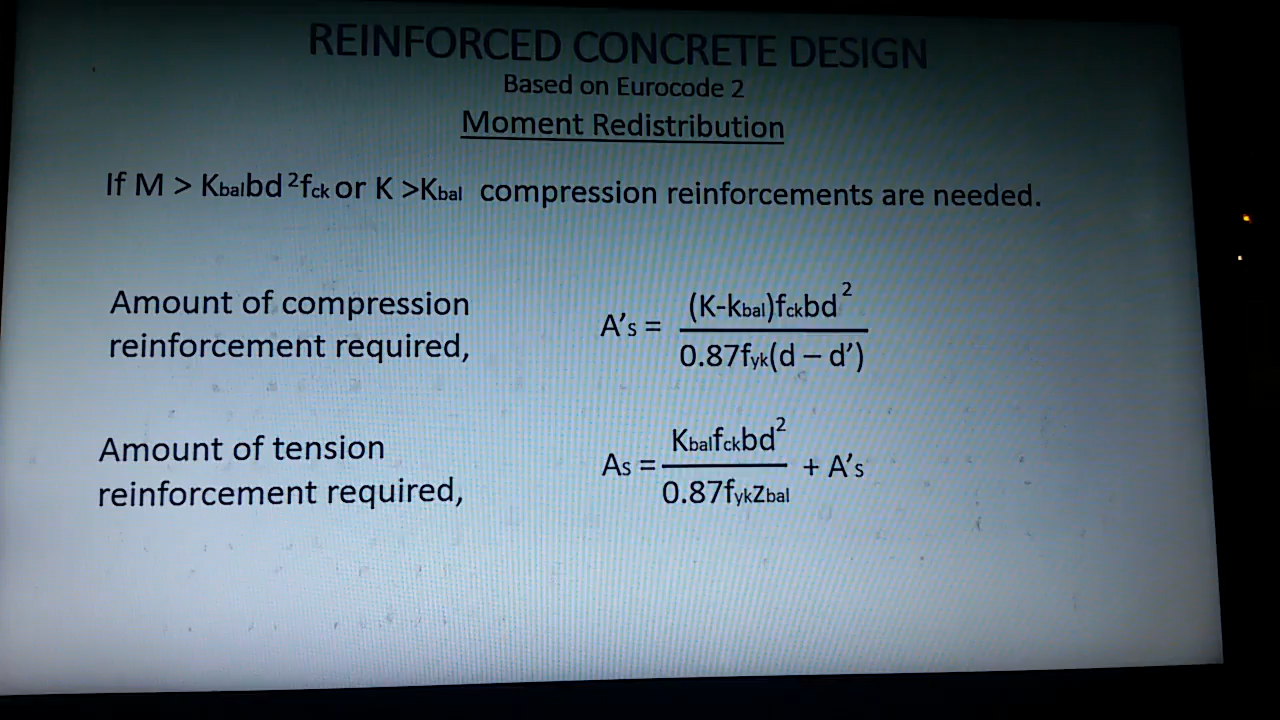 REINFORCED CONCRETE DESIGN
Based on Eurocode 2
Moment Redistribution
If M > Kbalbd²fck or K >Kbal compression reinforcements are needed.
Amount of compression
reinforcement required,
A's = (K-kbal)fckbd² / 0.87fyk(d – d')
Amount of tension
reinforcement required,
As = Kbalfckbd² / 0.87fykZbal + A's